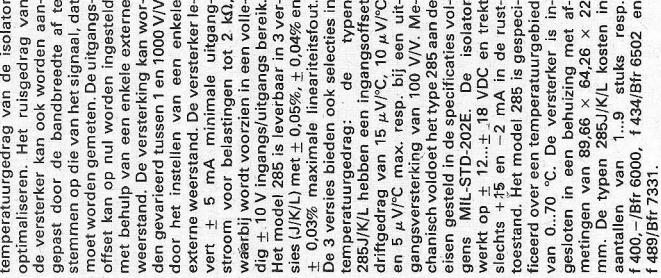 temperatuurgedrag van de isolator
optimaliseren. Het ruisgedrag van
de versterker kan ook worden aan-
gepast door de bandbreedte af te
stemmen op die van het signaal, dat
moet worden gemeten. De uitgangs-
offset kan op nul worden ingesteld
met behulp van een enkele externe
weerstand. De versterking kan wor-
den gevarieerd tussen 1 en 1000 V/V
door het instellen van een enkele
externe weerstand. De versterker le-
vert ± 5 mA minimale uitgang-
stroom voor belastingen tot 2 kΩ,
waarbij wordt voorzien in een volle-
dig ± 10 V ingangs/uitgangs bereik.
Het model 285 is leverbaar in 3 ver-
sies (J/K/L) met ± 0,05%, ± 0,04% en
± 0,03% maximale lineariteitsfout.
De 3 versies bieden ook selecties in
temperatuurgedrag: de typen
285J/K/L hebben een ingangsoffset
driftgedrag van 15 μV/°C, 10 μV/°C
en 5 μV/°C max. resp. bij een uit-
gangsversterking van 100 V/V. Me-
chanisch voldoet het type 285 aan de
eisen gesteld in de specificaties vol-
gens MIL-STD-202E. De isolator
werkt op ± 12..± 18 VDC en trekt
slechts +15 en −2 mA in de rust-
toestand. Het model 285 is gespeci-
ficeerd over een temperatuurgebied
van 0..70 °C. De versterker is in-
gesloten in een behuizing met af-
metingen van 89,66 × 64,26 × 22
mm. De typen 285J/K/L kosten in
aantallen van 1...9 stuks resp.
f 400,-/Bfr 6000, f 434/Bfr 6502 en
f 489/Bfr 7331.